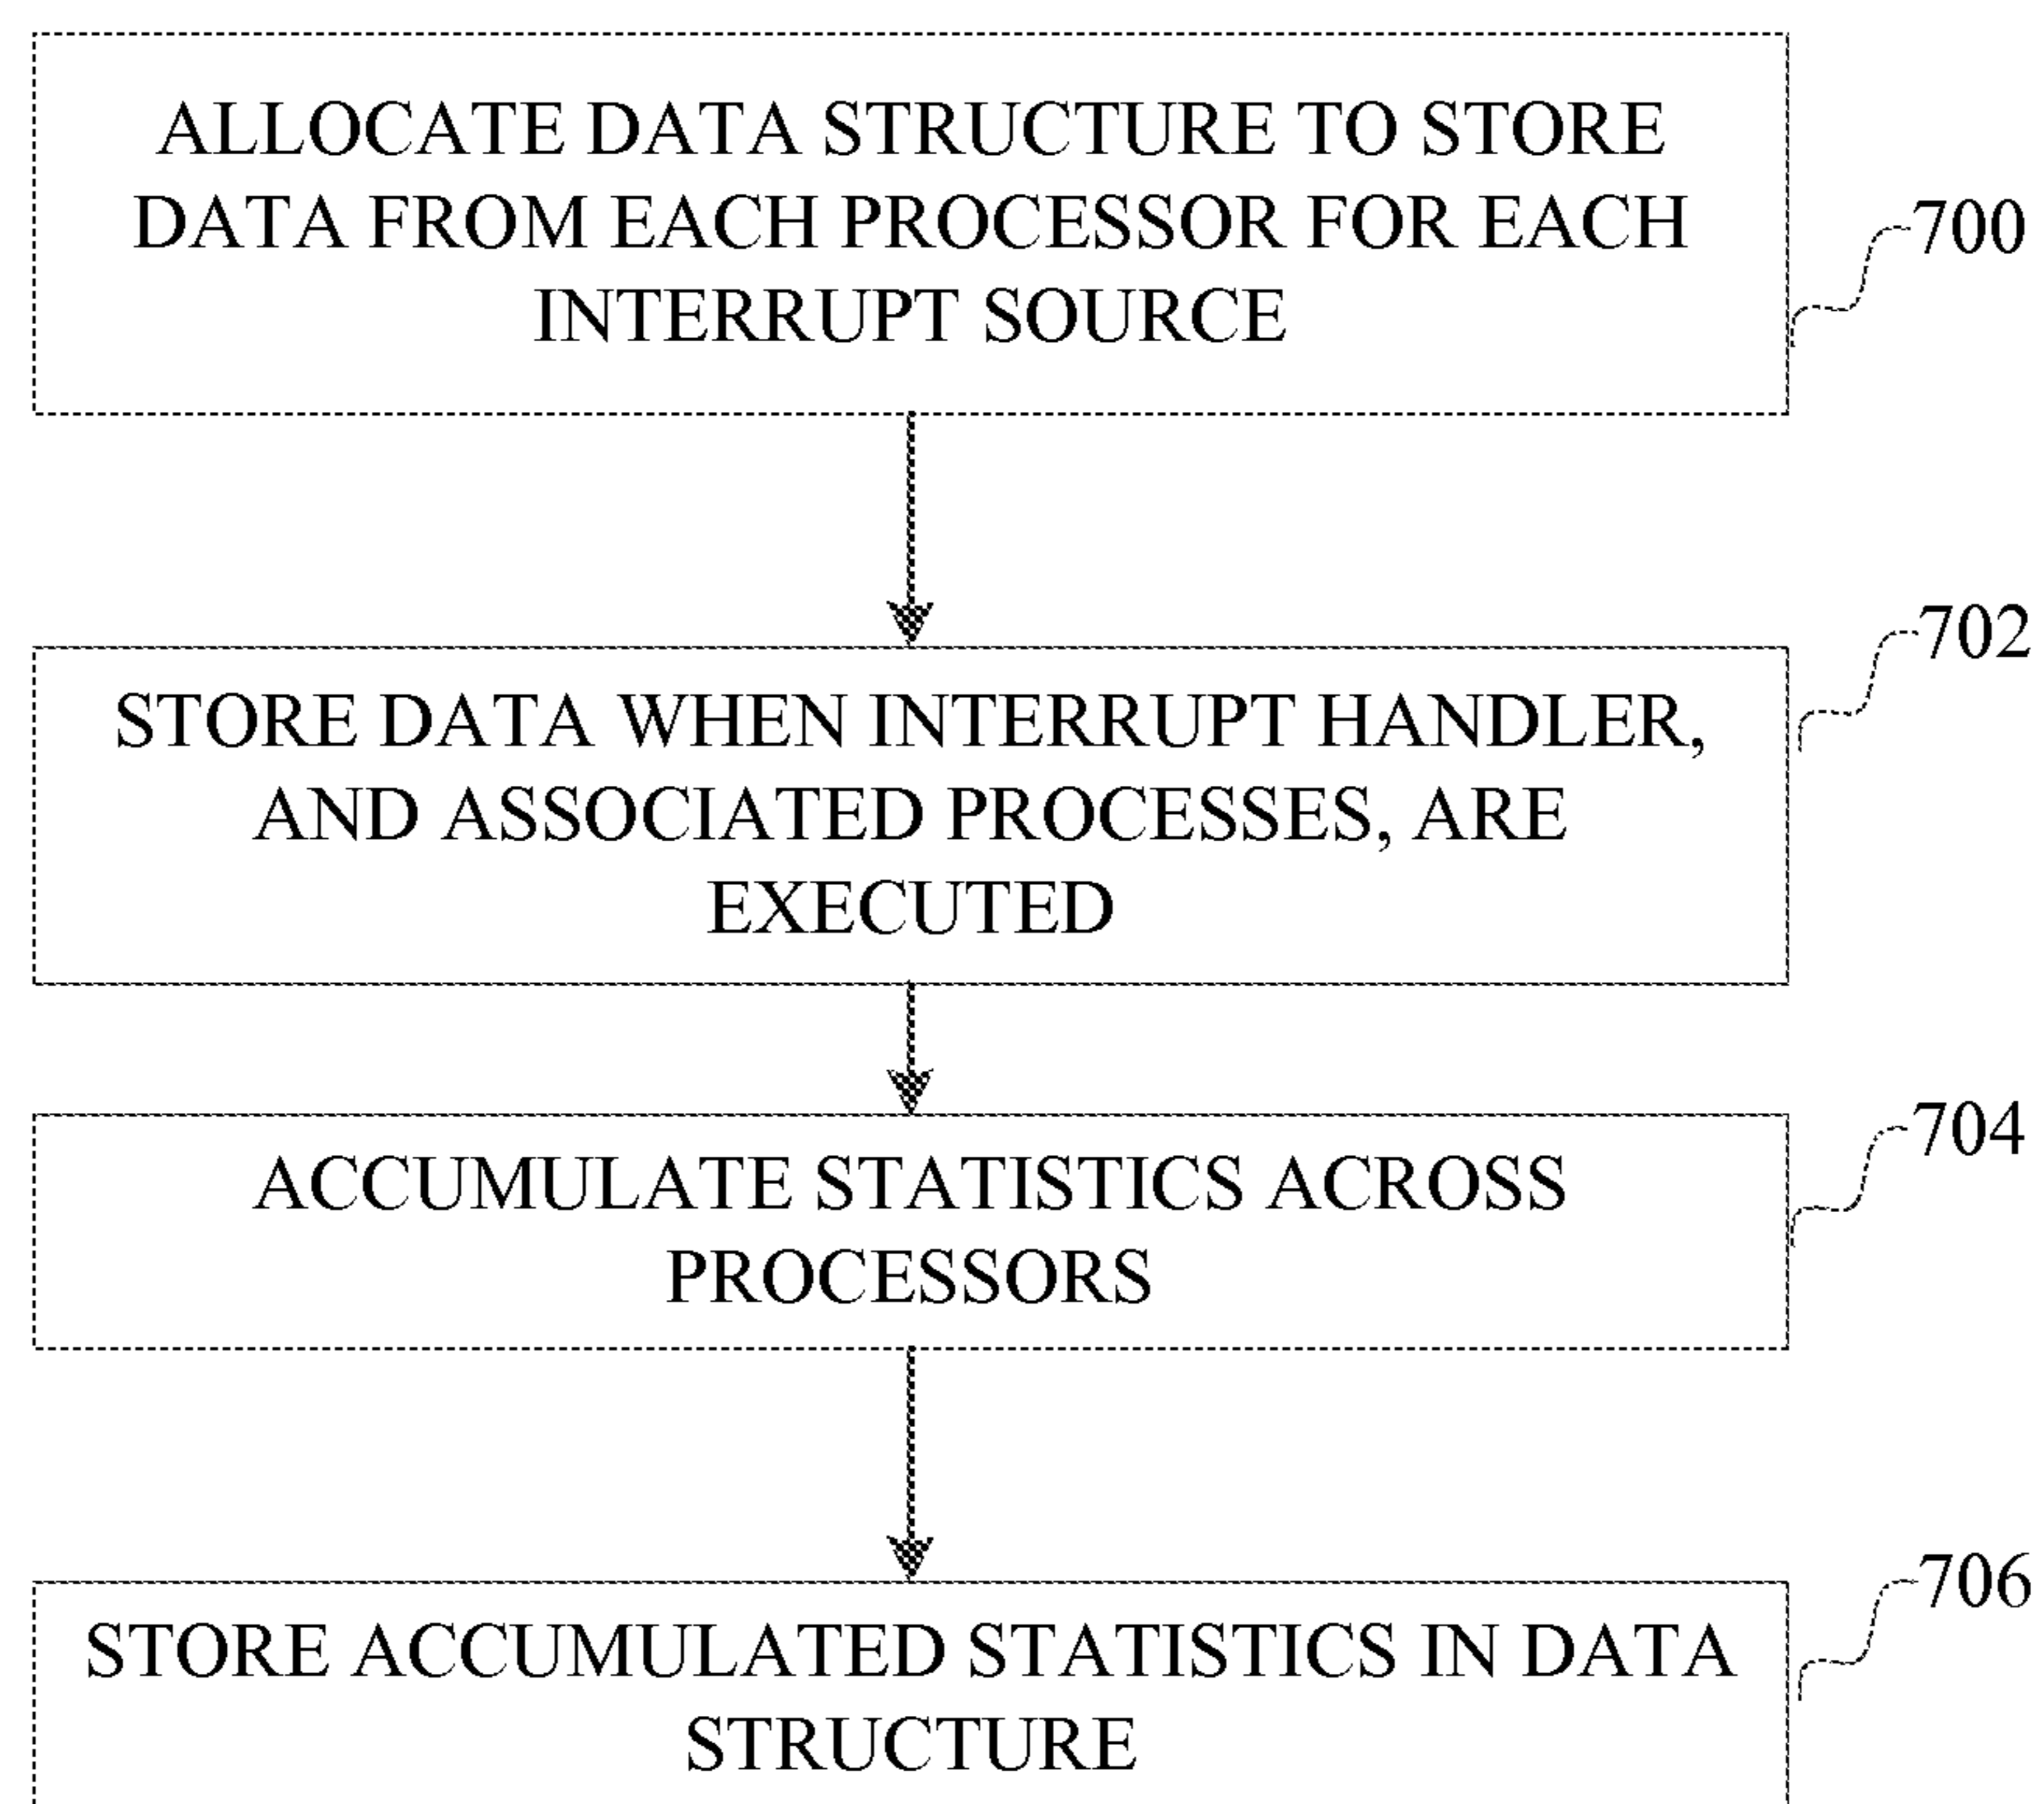 ALLOCATE DATA STRUCTURE TO STORE
DATA FROM EACH PROCESSOR FOR EACH
INTERRUPT SOURCE
700
STORE DATA WHEN INTERRUPT HANDLER,
AND ASSOCIATED PROCESSES, ARE
EXECUTED
702
ACCUMULATE STATISTICS ACROSS
PROCESSORS
704
STORE ACCUMULATED STATISTICS IN DATA
STRUCTURE
706